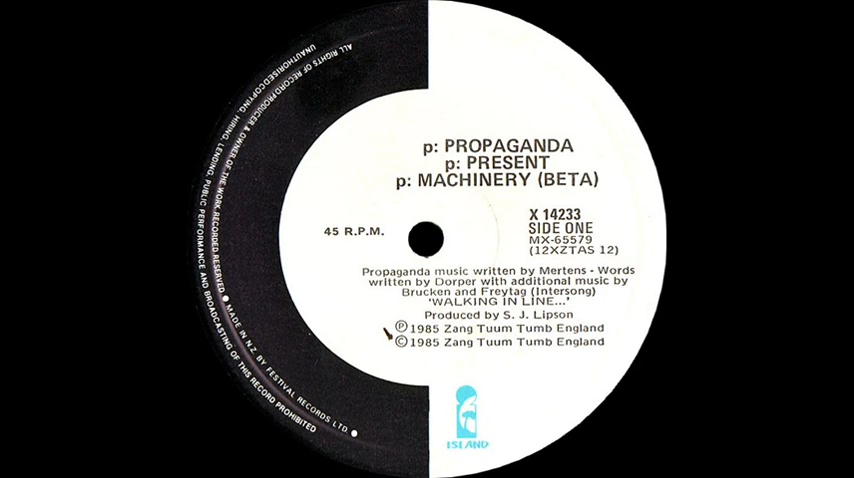 p: PROPAGANDA
p: PRESENT
p: MACHINERY (BETA)
45 R.P.M.
X 14233
SIDE ONE
MX-65579
(12XZTAS 12)
Propaganda music written by Mertens - Words
written by Dorper with additional music by
Brucken and Freytag (Intersong)
'WALKING IN LINE...'
Produced by S. J. Lipson
Ⓟ 1985 Zang Tuum Tumb England
© 1985 Zang Tuum Tumb England
ISLAND
ALL RIGHTS OF RECORD PRODUCER & OWNER OF THE WORK RECORDED RESERVED ● MADE IN N.Z. BY FESTIVAL RECORDS LTD. ●
UNAUTHORISED COPYING, HIRING, LENDING, PUBLIC PERFORMANCE AND BROADCASTING OF THIS RECORD PROHIBITED